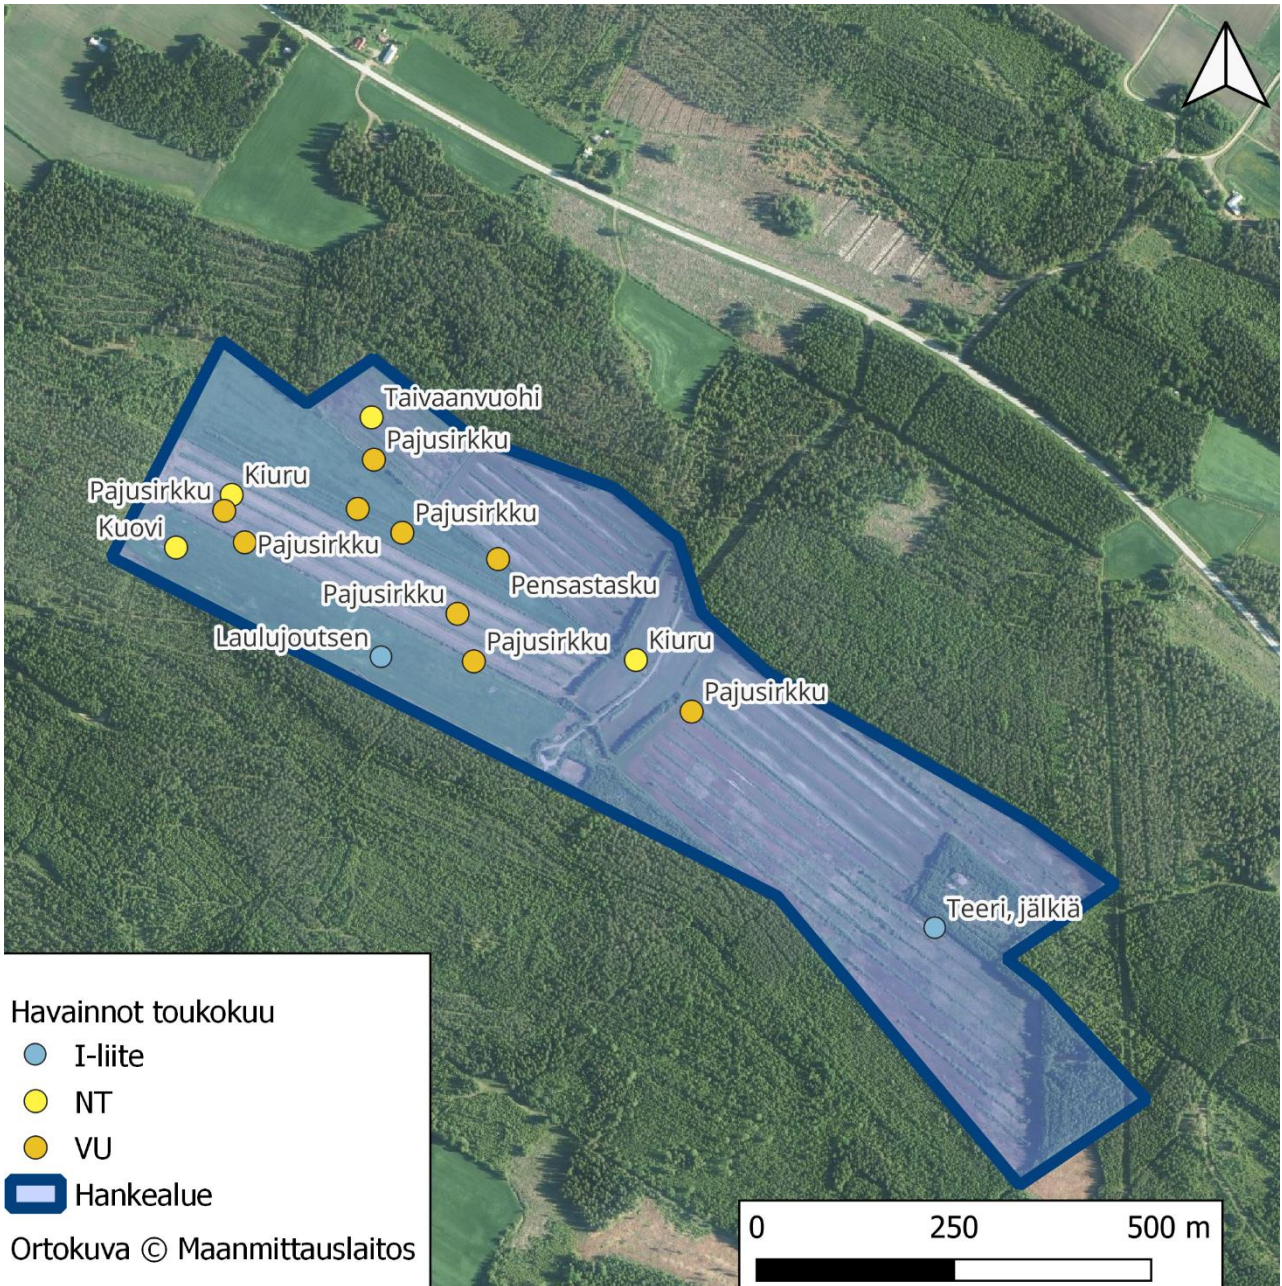 Taivaanvuohi
Pajusirkku
Kiuru
Pajusirkku
Pajusirkku
Kuovi
Pajusirkku
Pensastasku
Pajusirkku
Laulujoutsen
Pajusirkku
Kiuru
Pajusirkku
Teeri, jälkiä
Havainnot toukokuu
I-liite
NT
VU
Hankealue
Ortokuva © Maanmittauslaitos
0 250 500 m